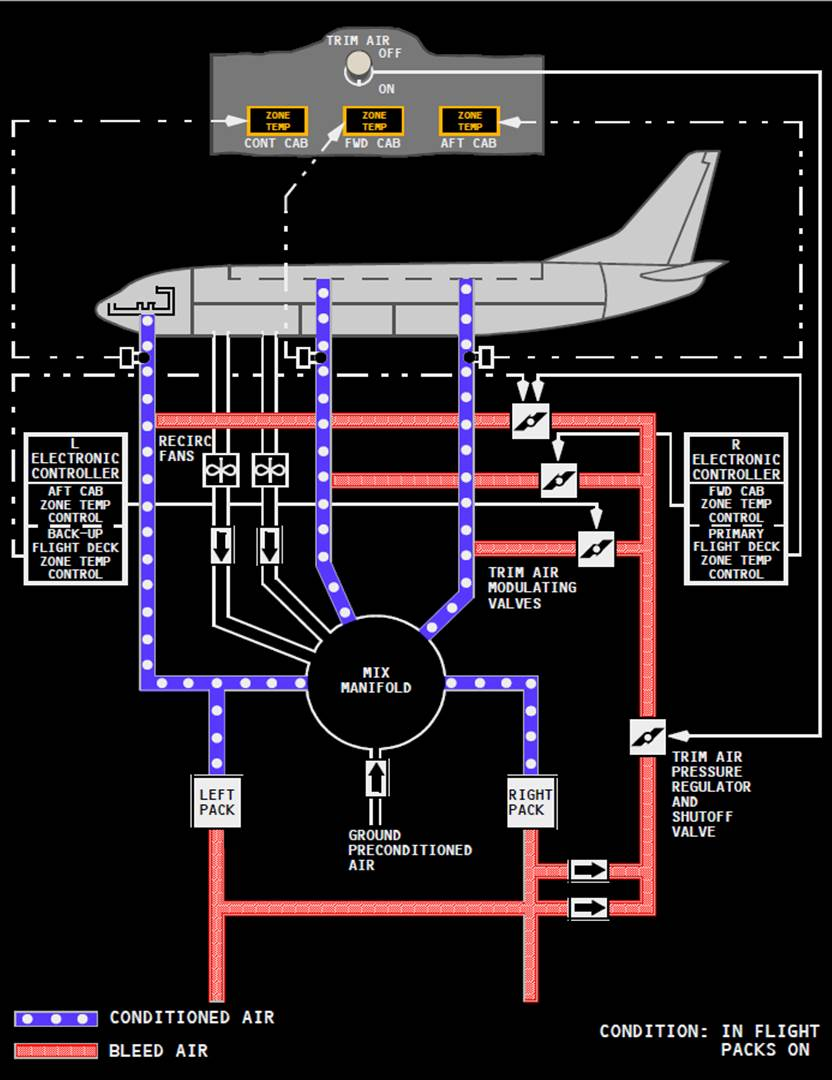 TRIM AIR
OFF
ON
ZONE
TEMP
ZONE
TEMP
ZONE
TEMP
CONT CAB
FWD CAB
AFT CAB
RECIRC
FANS
L
ELECTRONIC
CONTROLLER
AFT CAB
ZONE TEMP
CONTROL
BACK-UP
FLIGHT DECK
ZONE TEMP
CONTROL
R
ELECTRONIC
CONTROLLER
FWD CAB
ZONE TEMP
CONTROL
PRIMARY
FLIGHT DECK
ZONE TEMP
CONTROL
TRIM AIR
MODULATING
VALVES
MIX
MANIFOLD
LEFT
PACK
RIGHT
PACK
TRIM AIR
PRESSURE
REGULATOR
AND
SHUTOFF
VALVE
GROUND
PRECONDITIONED
AIR
CONDITIONED AIR
BLEED AIR
CONDITION: IN FLIGHT
PACKS ON